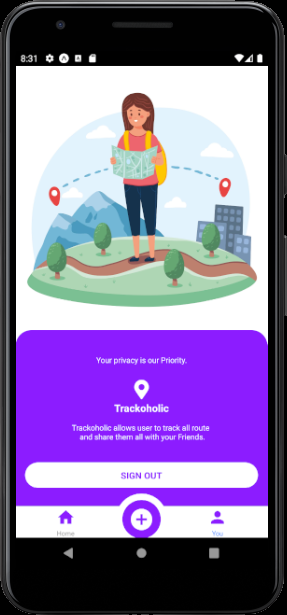 8:31
Your privacy is our Priority.
Trackoholic
Trackoholic allows user to track all route
and share them all with your Friends.
SIGN OUT
Home
You